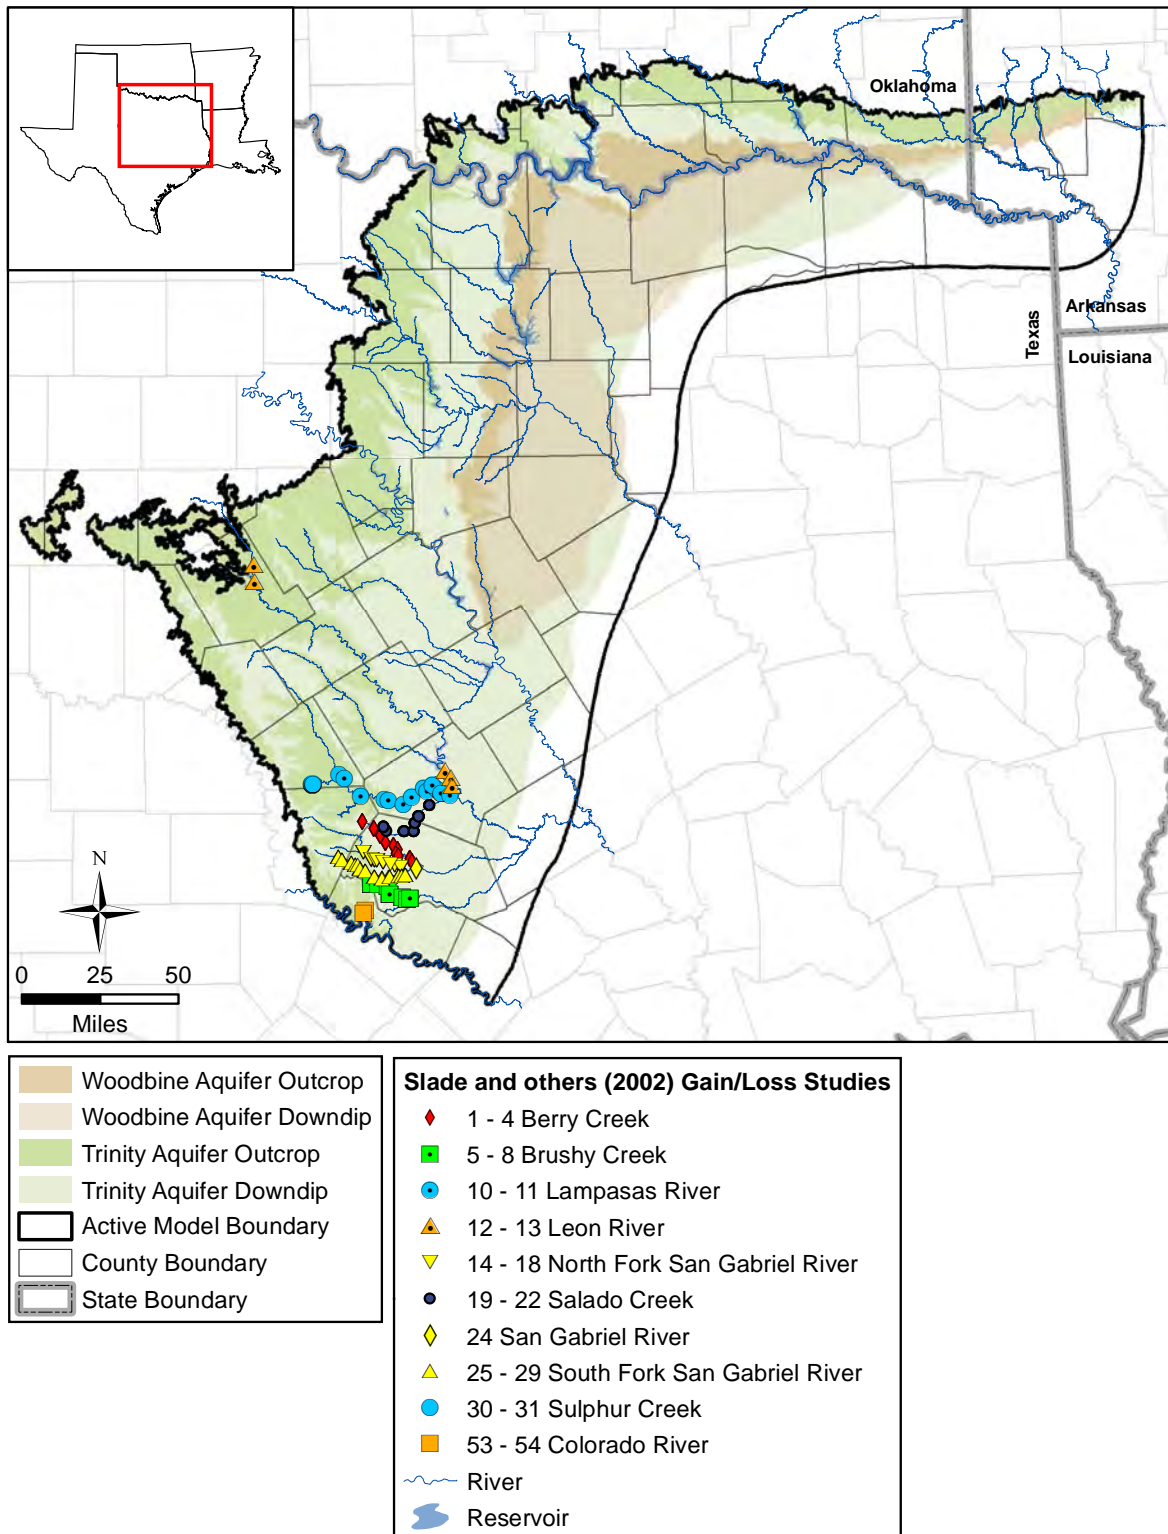 Oklahoma
Texas
Arkansas
Louisiana
N
0 25 50
Miles
Woodbine Aquifer Outcrop
Woodbine Aquifer Downdip
Trinity Aquifer Outcrop
Trinity Aquifer Downdip
Active Model Boundary
County Boundary
State Boundary
Slade and others (2002) Gain/Loss Studies
1 - 4 Berry Creek
5 - 8 Brushy Creek
10 - 11 Lampasas River
12 - 13 Leon River
14 - 18 North Fork San Gabriel River
19 - 22 Salado Creek
24 San Gabriel River
25 - 29 South Fork San Gabriel River
30 - 31 Sulphur Creek
53 - 54 Colorado River
River
Reservoir